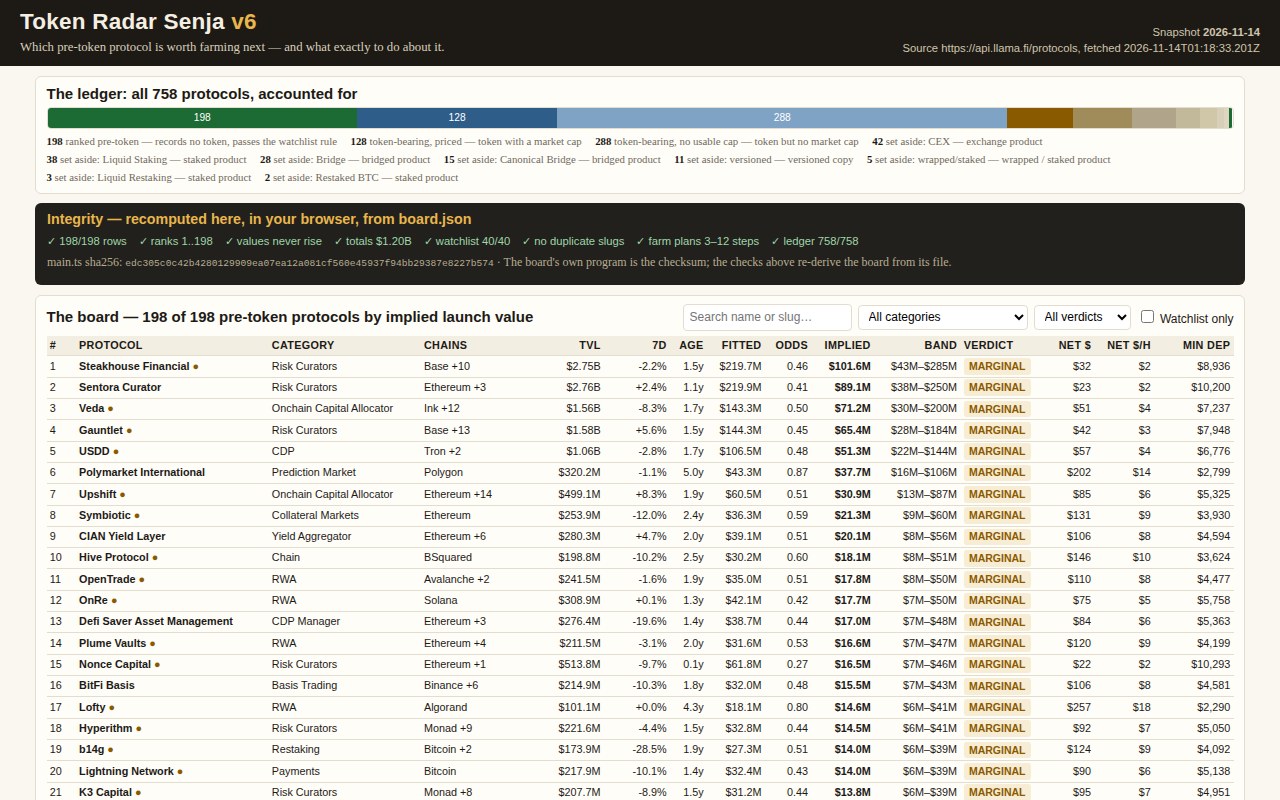 Token Radar Senja v6
Which pre-token protocol is worth farming next — and what exactly to do about it.
Snapshot 2026-11-14
Source https://api.llama.fi/protocols, fetched 2026-11-14T01:18:33.201Z
The ledger: all 758 protocols, accounted for
198 128 288
198 ranked pre-token — records no token, passes the watchlist rule 128 token-bearing, priced — token with a market cap 288 token-bearing, no usable cap — token but no market cap 42 set aside: CEX — exchange product
38 set aside: Liquid Staking — staked product 28 set aside: Bridge — bridged product 15 set aside: Canonical Bridge — bridged product 11 set aside: versioned — versioned copy 5 set aside: wrapped/staked — wrapped / staked product
3 set aside: Liquid Restaking — staked product 2 set aside: Restaked BTC — staked product
Integrity — recomputed here, in your browser, from board.json
✓ 198/198 rows ✓ ranks 1..198 ✓ values never rise ✓ totals $1.20B ✓ watchlist 40/40 ✓ no duplicate slugs ✓ farm plans 3–12 steps ✓ ledger 758/758
main.ts sha256: edc305c0c42b4280129909ea07ea12a081cf560e45937f94bb29387e8227b574 · The board's own program is the checksum; the checks above re-derive the board from its file.
The board — 198 of 198 pre-token protocols by implied launch value
Search name or slug… All categories All verdicts Watchlist only
# PROTOCOL CATEGORY CHAINS TVL 7D AGE FITTED ODDS IMPLIED BAND VERDICT NET $ NET $/H MIN DEP
1 Steakhouse Financial ● Risk Curators Base +10 $2.75B -2.2% 1.5y $219.7M 0.46 $101.6M $43M–$285M MARGINAL $32 $2 $8,936
2 Sentora Curator Risk Curators Ethereum +3 $2.76B +2.4% 1.1y $219.9M 0.41 $89.1M $38M–$250M MARGINAL $23 $2 $10,200
3 Veda ● Onchain Capital Allocator Ink +12 $1.56B -8.3% 1.7y $143.3M 0.50 $71.2M $30M–$200M MARGINAL $51 $4 $7,237
4 Gauntlet ● Risk Curators Base +13 $1.58B +5.6% 1.5y $144.3M 0.45 $65.4M $28M–$184M MARGINAL $42 $3 $7,948
5 USDD ● CDP Tron +2 $1.06B -2.8% 1.7y $106.5M 0.48 $51.3M $22M–$144M MARGINAL $57 $4 $6,776
6 Polymarket International Prediction Market Polygon $320.2M -1.1% 5.0y $43.3M 0.87 $37.7M $16M–$106M MARGINAL $202 $14 $2,799
7 Upshift ● Onchain Capital Allocator Ethereum +14 $499.1M +8.3% 1.9y $60.5M 0.51 $30.9M $13M–$87M MARGINAL $85 $6 $5,325
8 Symbiotic ● Collateral Markets Ethereum $253.9M -12.0% 2.4y $36.3M 0.59 $21.3M $9M–$60M MARGINAL $131 $9 $3,930
9 CIAN Yield Layer Yield Aggregator Ethereum +6 $280.3M +4.7% 2.0y $39.1M 0.51 $20.1M $8M–$56M MARGINAL $106 $8 $4,594
10 Hive Protocol ● Chain BSquared $198.8M -10.2% 2.5y $30.2M 0.60 $18.1M $8M–$51M MARGINAL $146 $10 $3,624
11 OpenTrade ● RWA Avalanche +2 $241.5M -1.6% 1.9y $35.0M 0.51 $17.8M $8M–$50M MARGINAL $110 $8 $4,477
12 OnRe ● RWA Solana $308.9M +0.1% 1.3y $42.1M 0.42 $17.7M $7M–$50M MARGINAL $75 $5 $5,758
13 Defi Saver Asset Management CDP Manager Ethereum +3 $276.4M -19.6% 1.4y $38.7M 0.44 $17.0M $7M–$48M MARGINAL $84 $6 $5,363
14 Plume Vaults ● RWA Ethereum +4 $211.5M -3.1% 2.0y $31.6M 0.53 $16.6M $7M–$47M MARGINAL $120 $9 $4,199
15 Nonce Capital ● Risk Curators Ethereum +1 $513.8M -9.7% 0.1y $61.8M 0.27 $16.5M $7M–$46M MARGINAL $22 $2 $10,293
16 BitFi Basis Basis Trading Binance +6 $214.9M -10.3% 1.8y $32.0M 0.48 $15.5M $7M–$43M MARGINAL $106 $8 $4,581
17 Lofty ● RWA Algorand $101.1M +0.0% 4.3y $18.1M 0.80 $14.6M $6M–$41M MARGINAL $257 $18 $2,290
18 Hyperithm ● Risk Curators Monad +9 $221.6M -4.4% 1.5y $32.8M 0.44 $14.5M $6M–$41M MARGINAL $92 $7 $5,050
19 b14g ● Restaking Bitcoin +2 $173.9M -28.5% 1.9y $27.3M 0.51 $14.0M $6M–$39M MARGINAL $124 $9 $4,092
20 Lightning Network ● Payments Bitcoin $217.9M -10.1% 1.4y $32.4M 0.43 $14.0M $6M–$39M MARGINAL $90 $6 $5,138
21 K3 Capital ● Risk Curators Monad +8 $207.7M -8.9% 1.5y $31.2M 0.44 $13.8M $6M–$39M MARGINAL $95 $7 $4,951